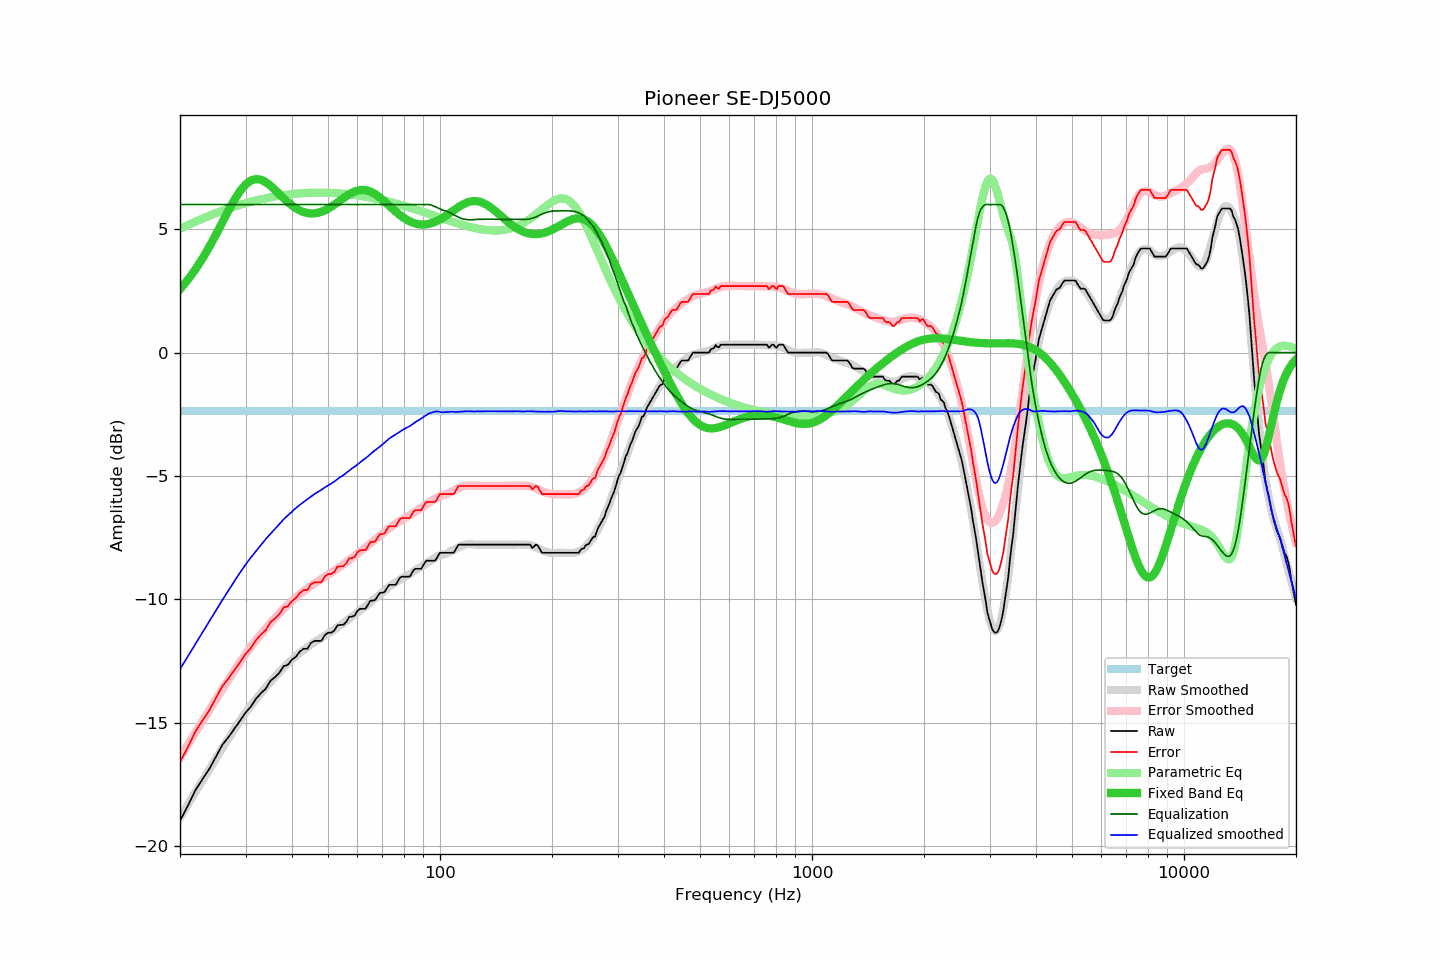 Pioneer SE-DJ5000
Amplitude (dBr)
5
0
−5
−10
−15
−20
100
1000
10000
Frequency (Hz)
Target
Raw Smoothed
Error Smoothed
Raw
Error
Parametric Eq
Fixed Band Eq
Equalization
Equalized smoothed